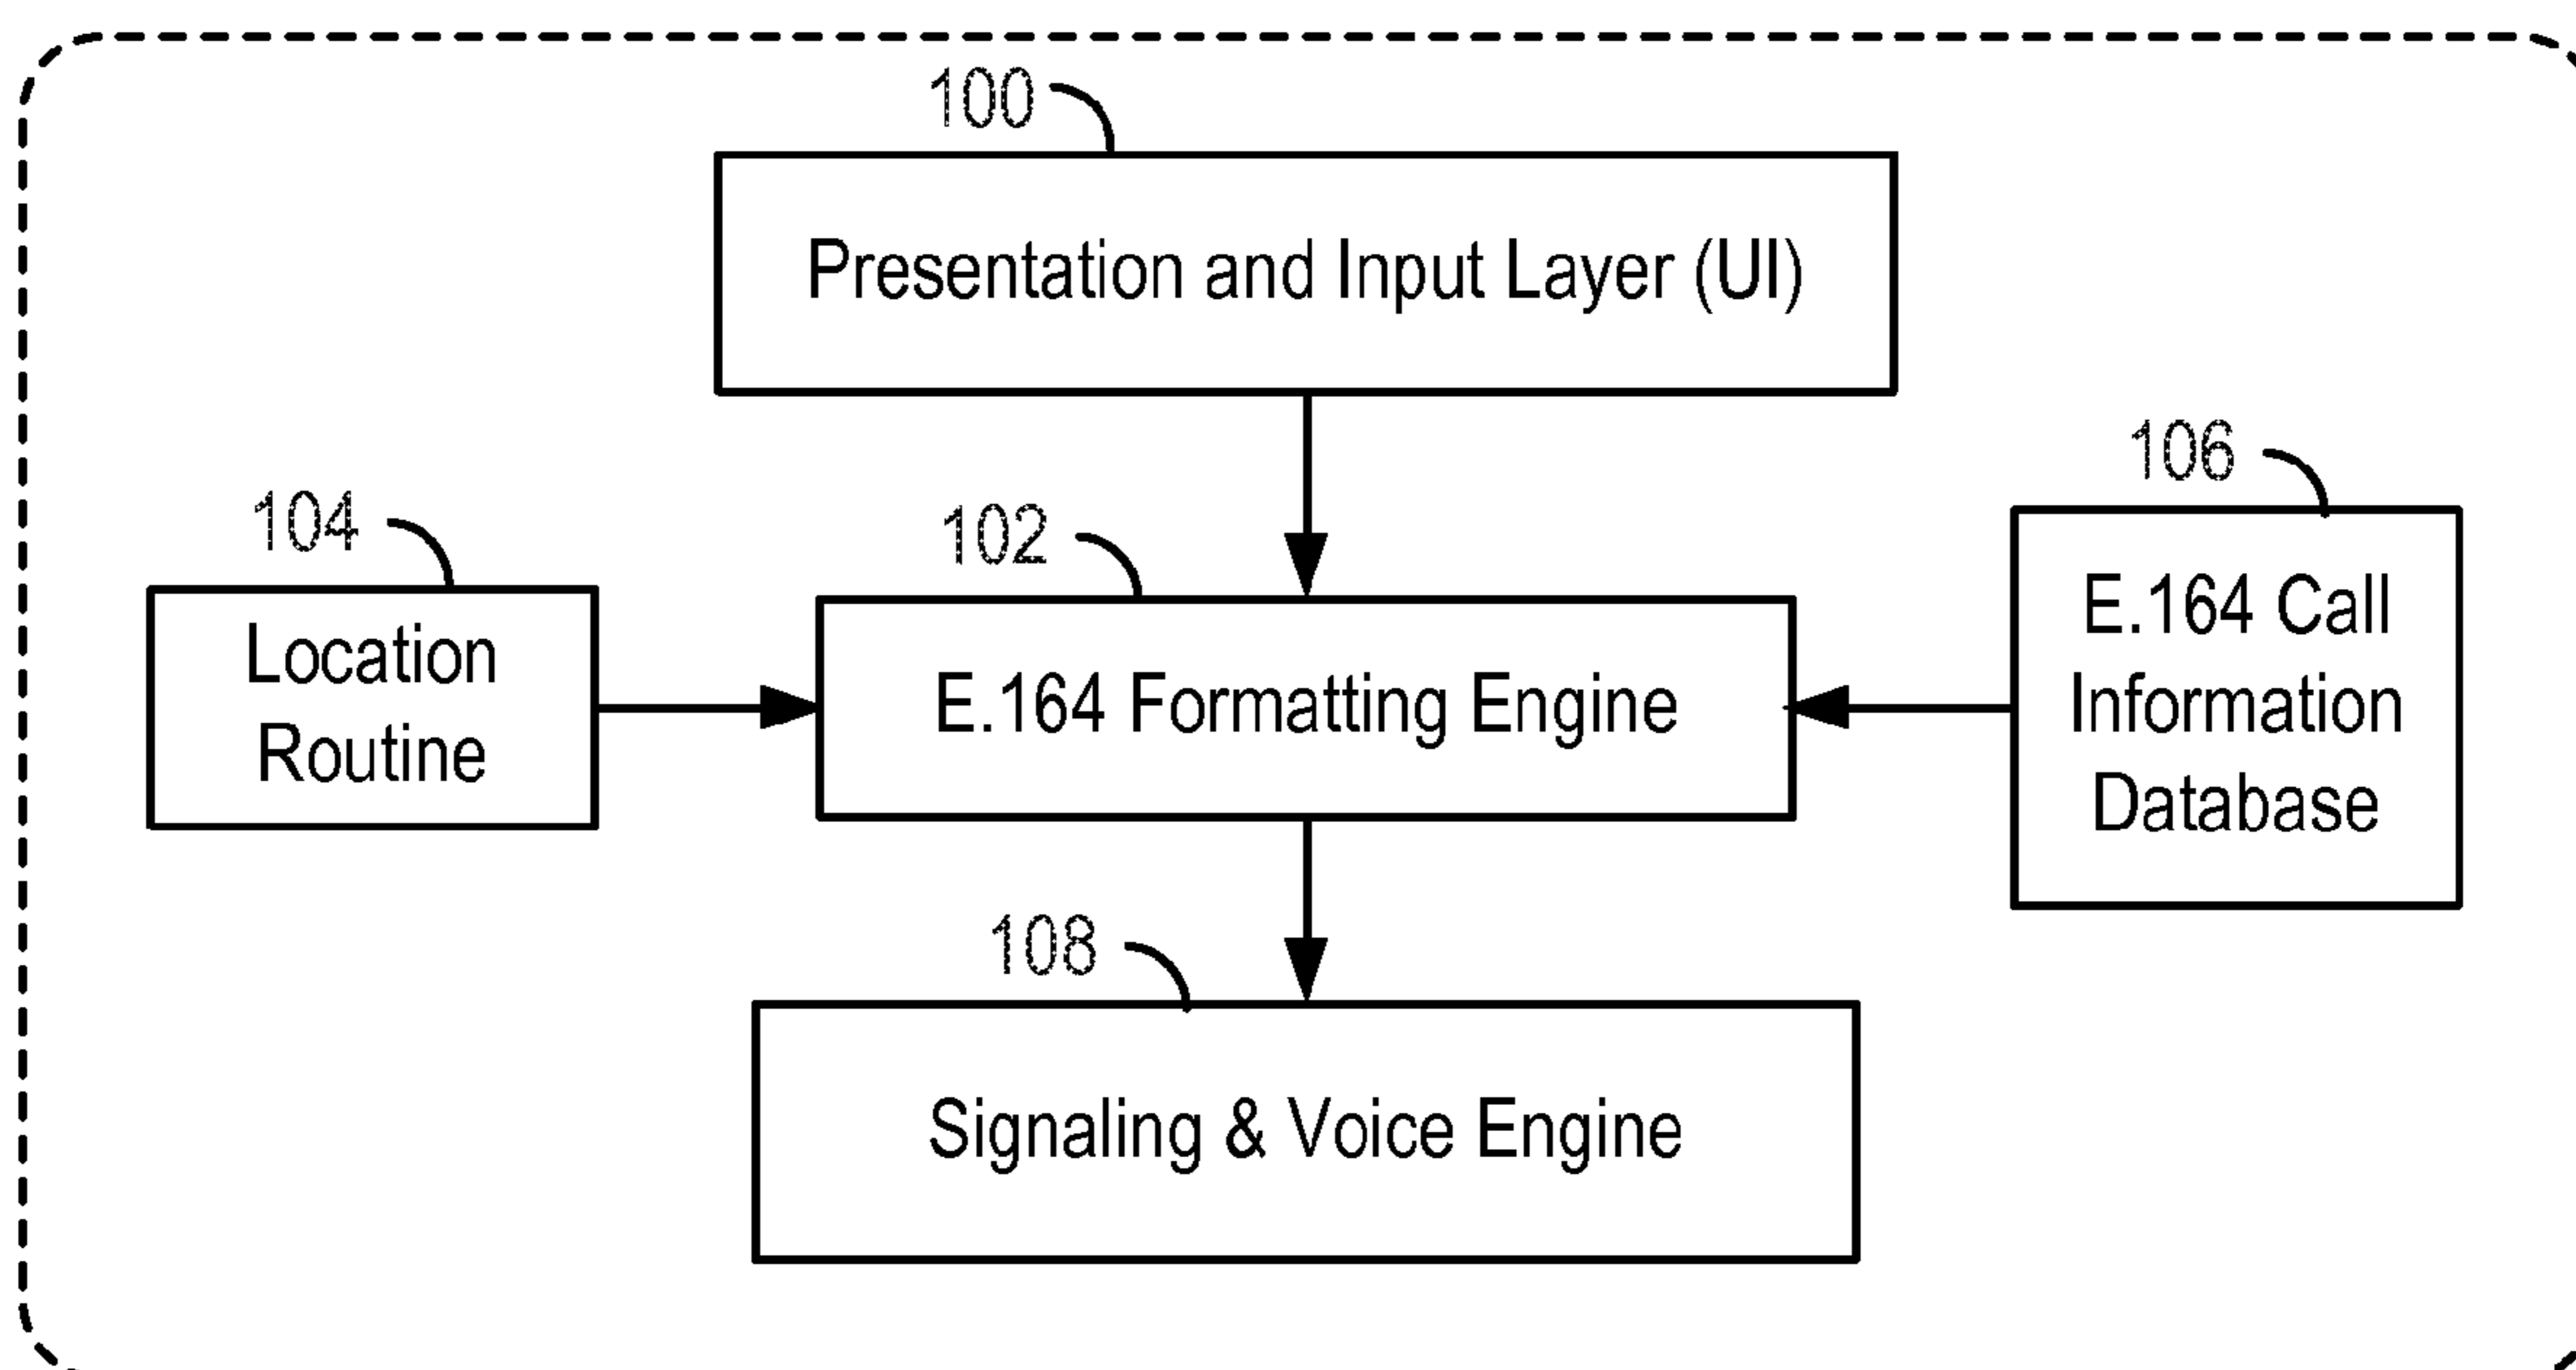 100
Presentation and Input Layer (UI)
106
104
102
Location
Routine
E.164 Formatting Engine
E.164 Call
Information
Database
108
Signaling & Voice Engine